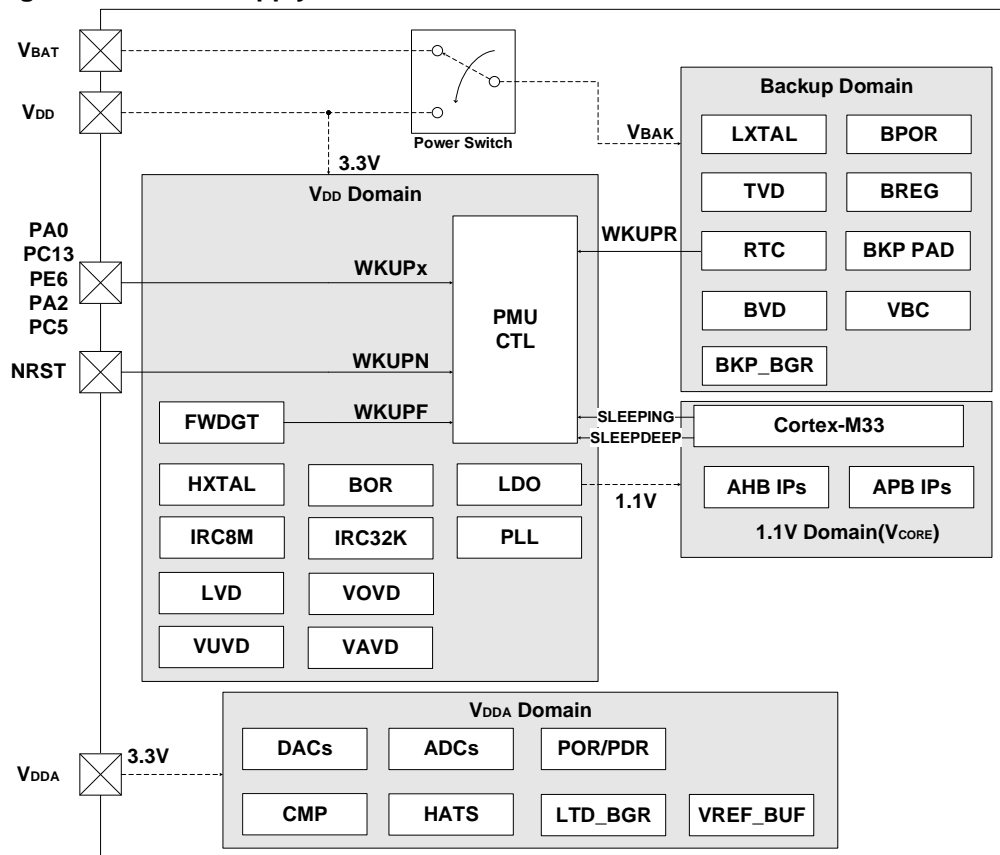 VBAT
VDD
Power Switch
3.3V
VBAK
Backup Domain
LXTAL
BPOR
TVD
BREG
RTC
BKP PAD
BVD
VBC
BKP_BGR
WKUPR
VDD Domain
PA0
PC13
PE6
PA2
PC5
WKUPx
PMU
CTL
NRST
WKUPN
FWDGT
WKUPF
SLEEPING
SLEEPDEEP
Cortex-M33
HXTAL
BOR
LDO
1.1V
AHB IPs
APB IPs
1.1V Domain(VCORE)
IRC8M
IRC32K
PLL
LVD
VOVD
VUVD
VAVD
VDDA Domain
VDDA
3.3V
DACs
ADCs
POR/PDR
CMP
HATS
LTD_BGR
VREF_BUF